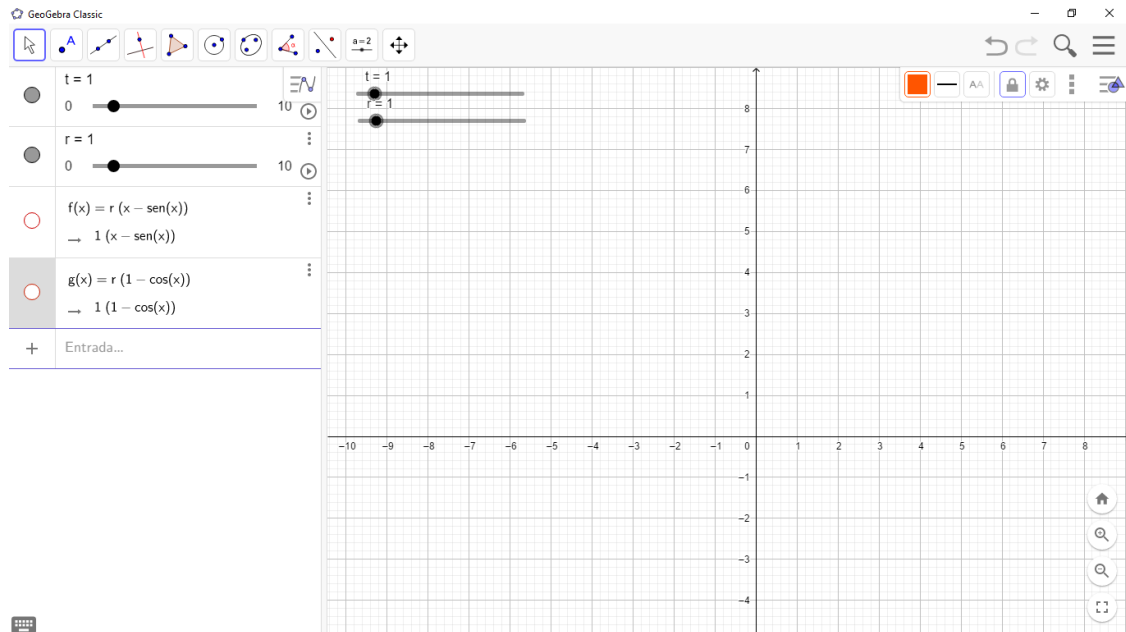 GeoGebra Classic
A
α
a=2
t = 1
0
10
r = 1
0
10
f(x) = r (x − sen(x))
→ 1 (x − sen(x))
g(x) = r (1 − cos(x))
→ 1 (1 − cos(x))
+ Entrada...
t = 1
r = 1
AA
8
7
6
5
4
3
2
1
−10 −9 −8 −7 −6 −5 −4 −3 −2 −1 0 1 2 3 4 5 6 7 8
−1
−2
−3
−4